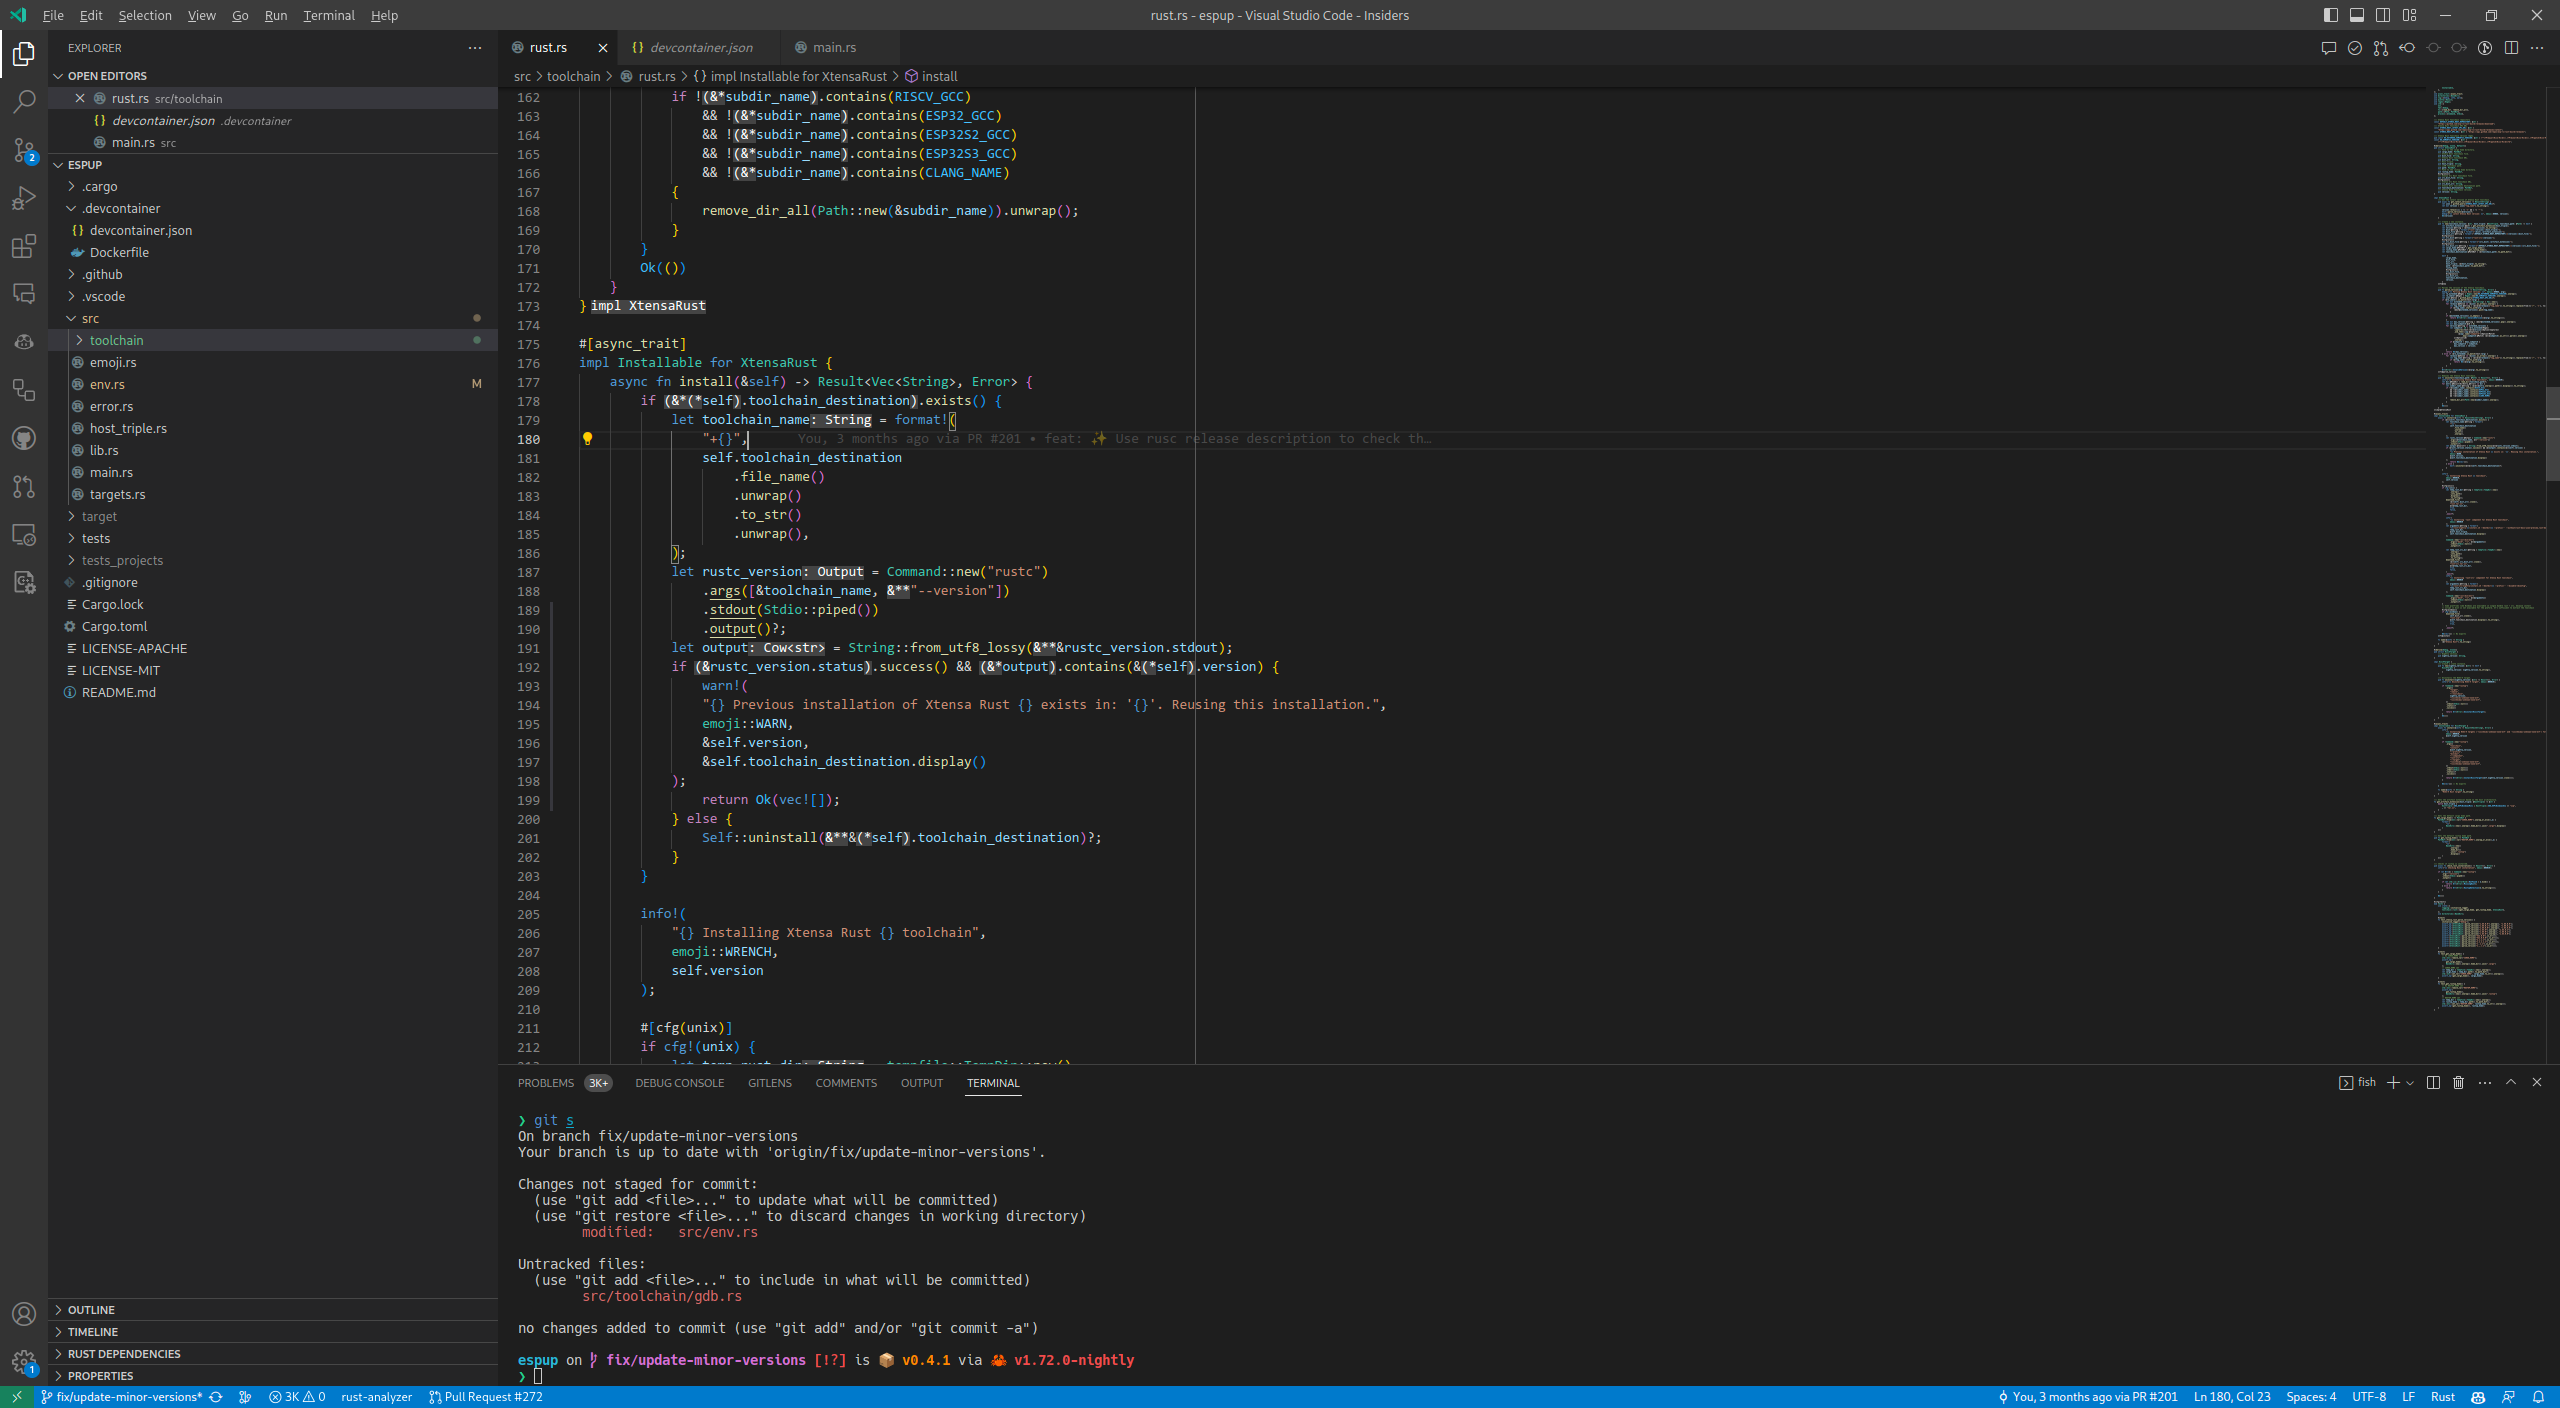 File Edit Selection View Go Run Terminal Help
rust.rs - espup - Visual Studio Code - Insiders
EXPLORER
OPEN EDITORS
rust.rs src/toolchain
devcontainer.json .devcontainer
main.rs src
ESPUP
.cargo
.devcontainer
devcontainer.json
Dockerfile
.github
.vscode
src
toolchain
emoji.rs
env.rs M
error.rs
host_triple.rs
lib.rs
main.rs
targets.rs
target
tests
tests_projects
.gitignore
Cargo.lock
Cargo.toml
LICENSE-APACHE
LICENSE-MIT
README.md
OUTLINE
TIMELINE
RUST DEPENDENCIES
PROPERTIES
2
1
rust.rs devcontainer.json main.rs
src > toolchain > rust.rs > {} impl Installable for XtensaRust > install
162 if !(&*subdir_name).contains(RISCV_GCC)
163 && !(&*subdir_name).contains(ESP32_GCC)
164 && !(&*subdir_name).contains(ESP32S2_GCC)
165 && !(&*subdir_name).contains(ESP32S3_GCC)
166 && !(&*subdir_name).contains(CLANG_NAME)
167 {
168 remove_dir_all(Path::new(&subdir_name)).unwrap();
169 }
170 }
171 Ok(())
172 }
173 } impl XtensaRust
174
175 #[async_trait]
176 impl Installable for XtensaRust {
177 async fn install(&self) -> Result<Vec<String>, Error> {
178 if (&*(*self).toolchain_destination).exists() {
179 let toolchain_name: String = format!(
180 "+{}", You, 3 months ago via PR #201 • feat: ✨ Use rusc release description to check th…
181 self.toolchain_destination
182 .file_name()
183 .unwrap()
184 .to_str()
185 .unwrap(),
186 );
187 let rustc_version: Output = Command::new("rustc")
188 .args([&toolchain_name, &**"--version"])
189 .stdout(Stdio::piped())
190 .output()?;
191 let output: Cow<str> = String::from_utf8_lossy(&**&rustc_version.stdout);
192 if (&rustc_version.status).success() && (&*output).contains(&(*self).version) {
193 warn!(
194 "{} Previous installation of Xtensa Rust {} exists in: '{}'. Reusing this installation.",
195 emoji::WARN,
196 &self.version,
197 &self.toolchain_destination.display()
198 );
199 return Ok(vec![]);
200 } else {
201 Self::uninstall(&**&(*self).toolchain_destination)?;
202 }
203 }
204
205 info!(
206 "{} Installing Xtensa Rust {} toolchain",
207 emoji::WRENCH,
208 self.version
209 );
210
211 #[cfg(unix)]
212 if cfg!(unix) {
PROBLEMS 3K+ DEBUG CONSOLE GITLENS COMMENTS OUTPUT TERMINAL
fish
❯ git s
On branch fix/update-minor-versions
Your branch is up to date with 'origin/fix/update-minor-versions'.
Changes not staged for commit:
(use "git add <file>..." to update what will be committed)
(use "git restore <file>..." to discard changes in working directory)
modified: src/env.rs
Untracked files:
(use "git add <file>..." to include in what will be committed)
src/toolchain/gdb.rs
no changes added to commit (use "git add" and/or "git commit -a")
espup on fix/update-minor-versions [!?] is 📦 v0.4.1 via 🦀 v1.72.0-nightly
❯
fix/update-minor-versions* 3K 0 rust-analyzer Pull Request #272
You, 3 months ago via PR #201 Ln 180, Col 23 Spaces: 4 UTF-8 LF Rust